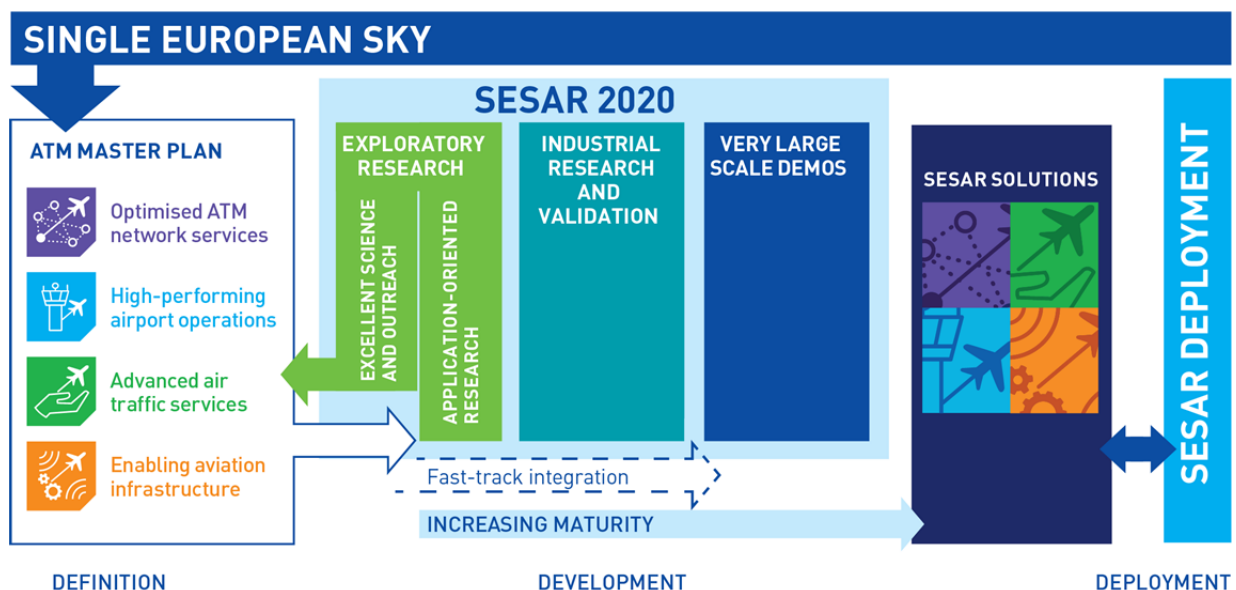 SINGLE EUROPEAN SKY
ATM MASTER PLAN
Optimised ATM
network services
High-performing
airport operations
Advanced air
traffic services
Enabling aviation
infrastructure
SESAR 2020
EXPLORATORY
RESEARCH
EXCELLENT SCIENCE
AND OUTREACH
APPLICATION-ORIENTED
RESEARCH
INDUSTRIAL
RESEARCH
AND
VALIDATION
VERY LARGE
SCALE DEMOS
Fast-track integration
INCREASING MATURITY
SESAR SOLUTIONS
SESAR DEPLOYMENT
DEFINITION
DEVELOPMENT
DEPLOYMENT